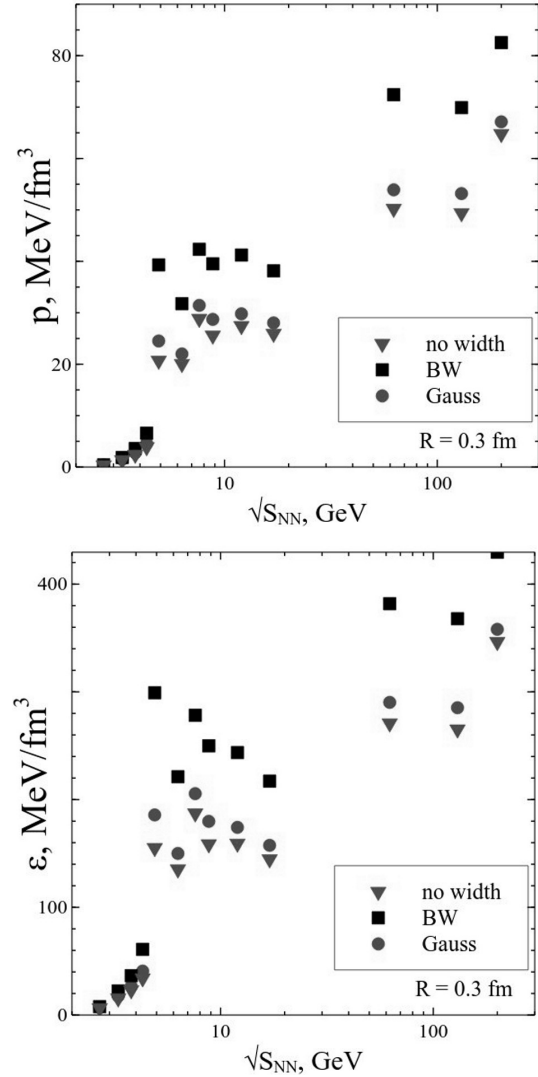 80
p, MeV/fm³
20
no width
BW
Gauss
R = 0.3 fm
0
10
100
√S_NN, GeV
400
ε, MeV/fm³
100
no width
BW
Gauss
R = 0.3 fm
0
10
100
√S_NN, GeV